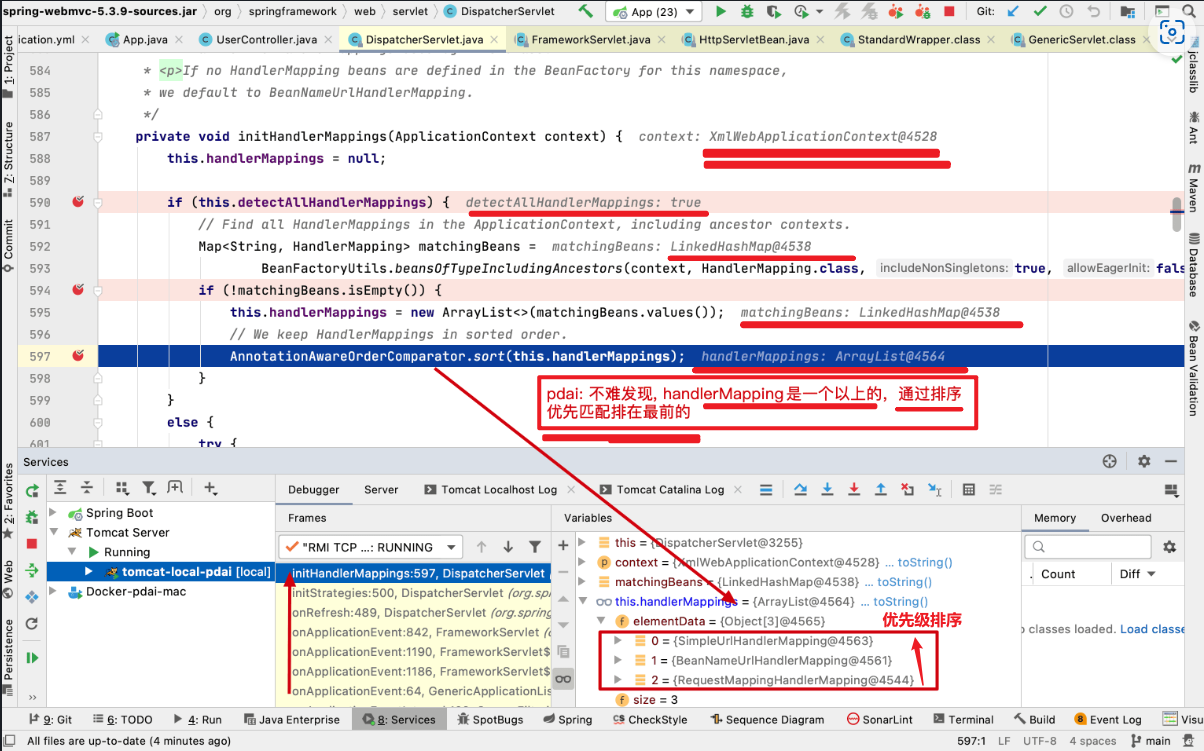 spring-webmvc-5.3.9-sources.jar org springframework web servlet DispatcherServlet App (23) Git:
ication.yml App.java UserController.java DispatcherServlet.java FrameworkServlet.java HttpServletBean.java StandardWrapper.class GenericServlet.class
584 * <p>If no HandlerMapping beans are defined in the BeanFactory for this namespace,
585 * we default to BeanNameUrlHandlerMapping.
586 */
587 private void initHandlerMappings(ApplicationContext context) { context: XmlWebApplicationContext@4528
588 this.handlerMappings = null;
589
590 if (this.detectAllHandlerMappings) { detectAllHandlerMappings: true
591 // Find all HandlerMappings in the ApplicationContext, including ancestor contexts.
592 Map<String, HandlerMapping> matchingBeans = matchingBeans: LinkedHashMap@4538
593 BeanFactoryUtils.beansOfTypeIncludingAncestors(context, HandlerMapping.class, includeNonSingletons: true, allowEagerInit: fals
594 if (!matchingBeans.isEmpty()) {
595 this.handlerMappings = new ArrayList<>(matchingBeans.values()); matchingBeans: LinkedHashMap@4538
596 // We keep HandlerMappings in sorted order.
597 AnnotationAwareOrderComparator.sort(this.handlerMappings); handlerMappings: ArrayList@4564
598 }
599 }
600 else {
601 try {
pdai: 不难发现, handlerMapping是一个以上的, 通过排序
优先匹配排在最前的
1: Project
Z: Structure
Commit
2: Favorites
Web
Persistence
jclasslib
Ant
Maven
Database
Bean Validation
Services
Debugger Server Tomcat Localhost Log Tomcat Catalina Log
Spring Boot
Tomcat Server
Running
tomcat-local-pdai [local]
Docker-pdai-mac
Frames
"RMI TCP ...: RUNNING
initHandlerMappings:597, DispatcherServlet
initStrategies:500, DispatcherServlet (org.spring
onRefresh:489, DispatcherServlet (org.spring
onApplicationEvent:842, FrameworkServlet (
onApplicationEvent:1190, FrameworkServlet$
onApplicationEvent:1186, FrameworkServlet$
onApplicationEvent:64, GenericApplicationLis
Variables
this = {DispatcherServlet@3255}
context = {XmlWebApplicationContext@4528} ... toString()
matchingBeans = {LinkedHashMap@4538} ... toString()
this.handlerMappings = {ArrayList@4564} ... toString()
elementData = {Object[3]@4565}
优先级排序
0 = {SimpleUrlHandlerMapping@4563}
1 = {BeanNameUrlHandlerMapping@4561}
2 = {RequestMappingHandlerMapping@4544}
size = 3
Memory Overhead
Count Diff
classes loaded. Load classe
9: Git 6: TODO 4: Run Java Enterprise 8: Services SpotBugs Spring CheckStyle Sequence Diagram SonarLint Terminal Build 8 Event Log Visu
All files are up-to-date (4 minutes ago) 597:1 LF UTF-8 4 spaces main